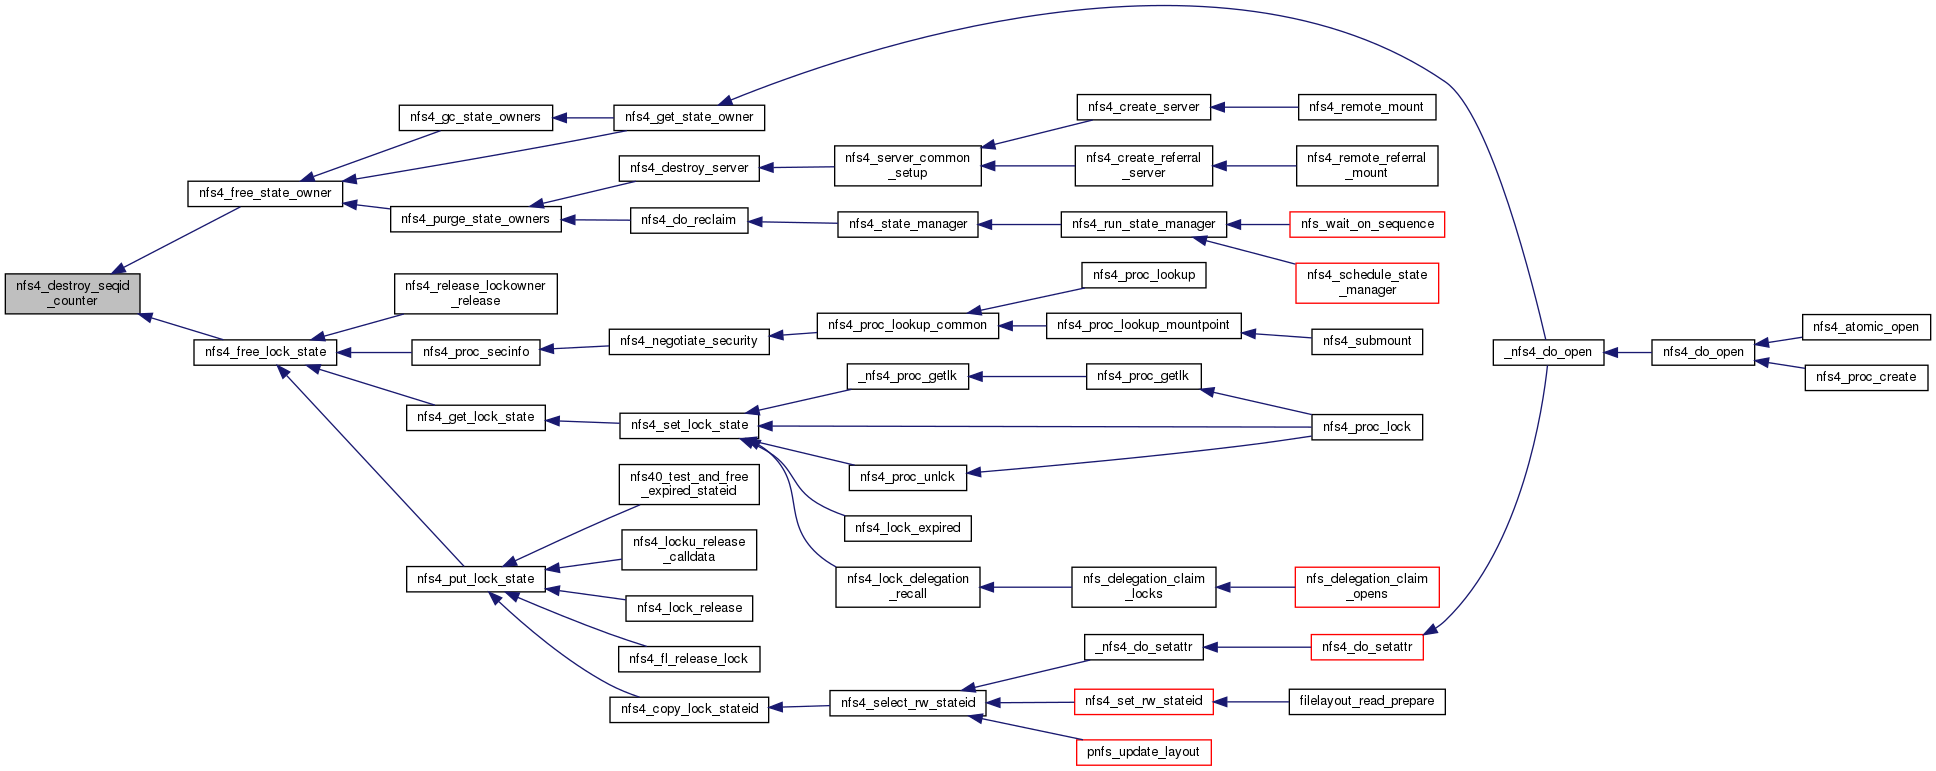 nfs4_destroy_seqid
_counter
nfs4_free_state_owner
nfs4_gc_state_owners
nfs4_get_state_owner
nfs4_purge_state_owners
nfs4_destroy_server
nfs4_server_common
_setup
nfs4_create_server
nfs4_remote_mount
nfs4_create_referral
_server
nfs4_remote_referral
_mount
nfs4_do_reclaim
nfs4_state_manager
nfs4_run_state_manager
nfs_wait_on_sequence
nfs4_schedule_state
_manager
nfs4_free_lock_state
nfs4_release_lockowner
_release
nfs4_proc_secinfo
nfs4_negotiate_security
nfs4_proc_lookup_common
nfs4_proc_lookup
nfs4_proc_lookup_mountpoint
nfs4_submount
nfs4_get_lock_state
nfs4_set_lock_state
_nfs4_proc_getlk
nfs4_proc_getlk
nfs4_proc_lock
nfs4_proc_unlck
nfs4_lock_expired
nfs4_lock_delegation
_recall
nfs_delegation_claim
_locks
nfs_delegation_claim
_opens
nfs4_put_lock_state
nfs40_test_and_free
_expired_stateid
nfs4_locku_release
_calldata
nfs4_lock_release
nfs4_fl_release_lock
nfs4_copy_lock_stateid
nfs4_select_rw_stateid
_nfs4_do_setattr
nfs4_do_setattr
nfs4_set_rw_stateid
filelayout_read_prepare
pnfs_update_layout
_nfs4_do_open
nfs4_do_open
nfs4_atomic_open
nfs4_proc_create